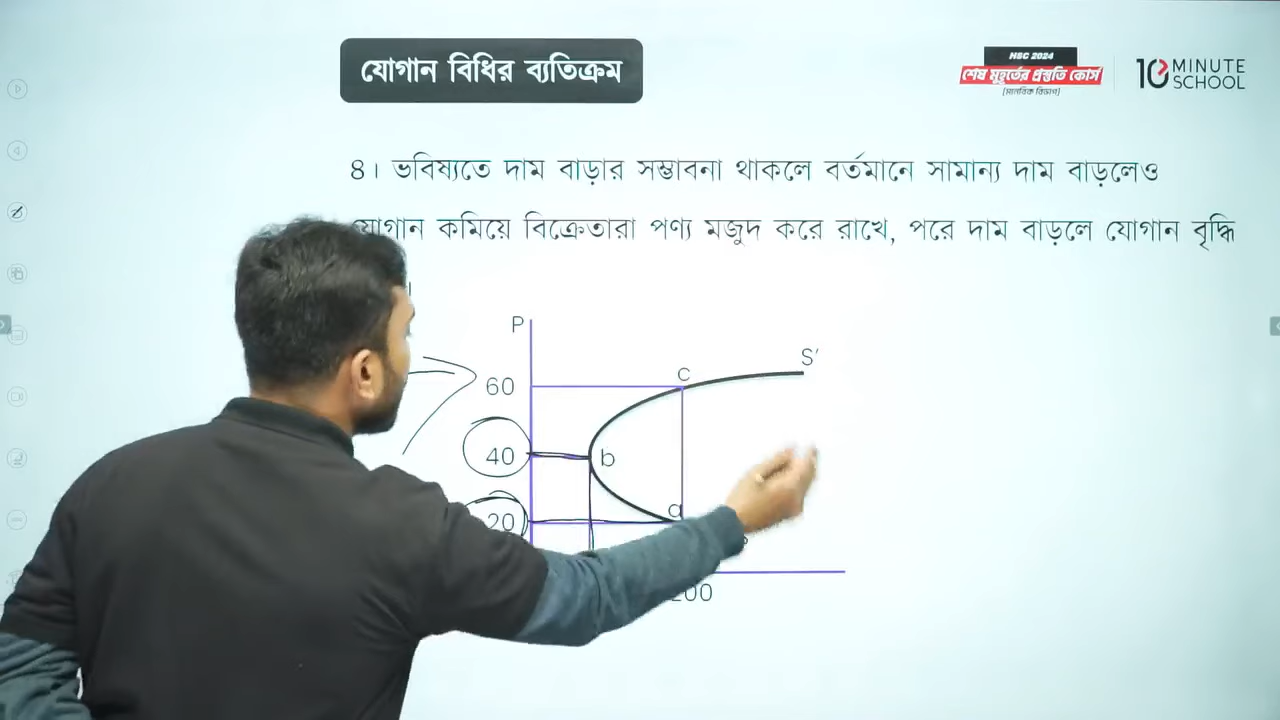 যোগান বিধির ব্যতিক্রম
HSC 2024
শেষ মুহূর্তের প্রস্তুতি কোর্স
[মানবিক বিভাগ]
10 MINUTE SCHOOL
৪। ভবিষ্যতে দাম বাড়ার সম্ভাবনা থাকলে বর্তমানে সামান্য দাম বাড়লেও
যোগান কমিয়ে বিক্রেতারা পণ্য মজুদ করে রাখে, পরে দাম বাড়লে যোগান বৃদ্ধি
P
S′
c
60
40
b
20
a
200